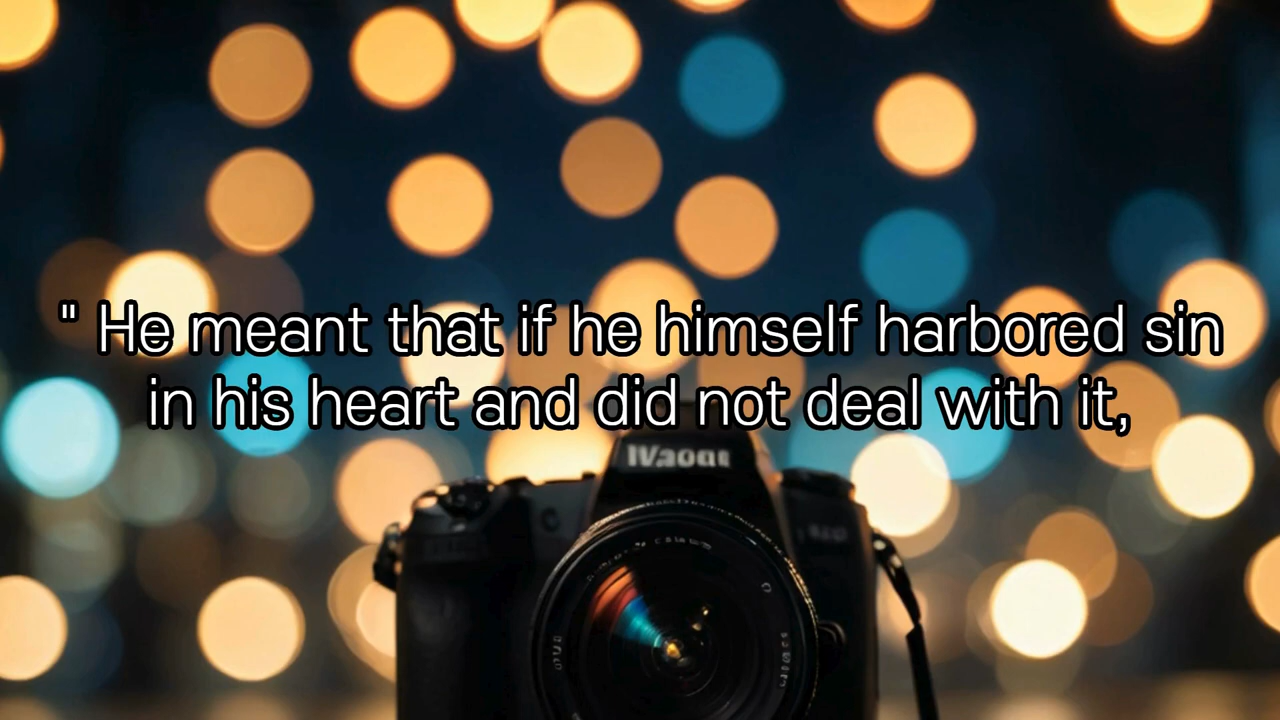 " He meant that if he himself harbored sin
in his heart and did not deal with it,